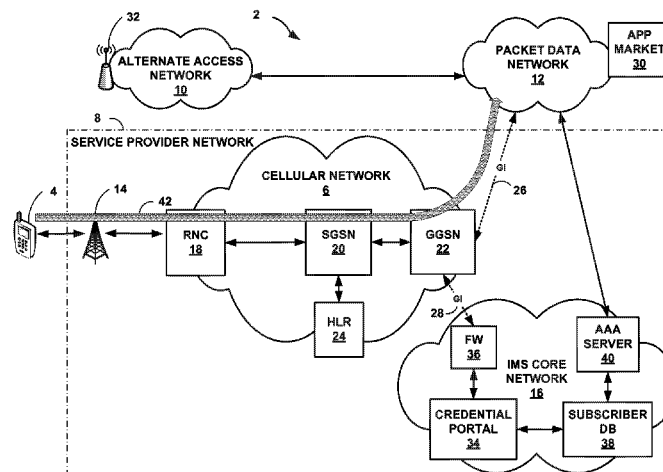 32
2
ALTERNATE ACCESS
NETWORK
10
PACKET DATA
NETWORK
12
APP
MARKET
30
8
SERVICE PROVIDER NETWORK
4
14
42
CELLULAR NETWORK
6
GI
26
RNC
18
SGSN
20
GGSN
22
HLR
24
GI
28
FW
36
AAA
SERVER
40
IMS CORE
NETWORK
16
CREDENTIAL
PORTAL
34
SUBSCRIBER
DB
38